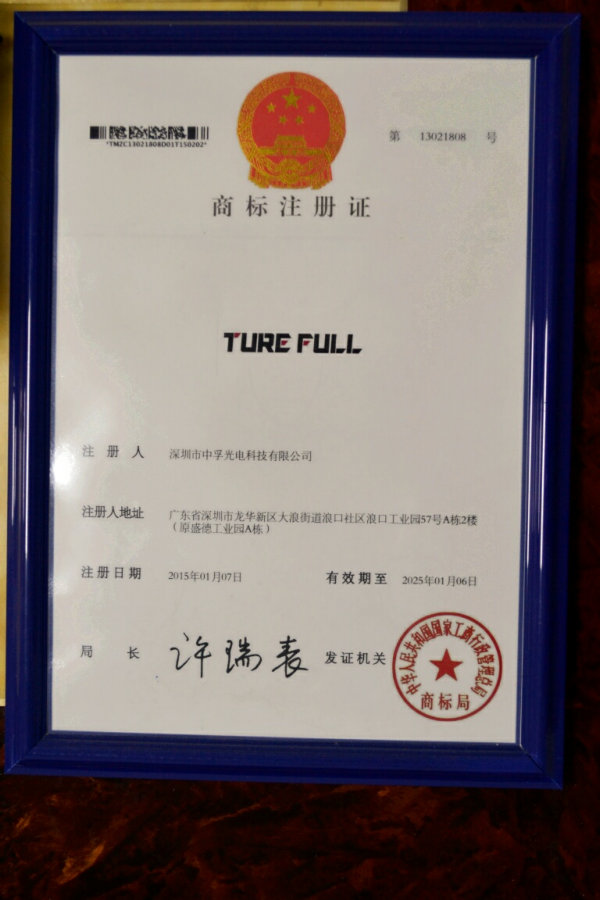 *TMZC13021808D01T150202*
第 13021808 号
商标注册证
TURE FULL
注册人 深圳市中孚光电科技有限公司
注册人地址 广东省深圳市龙华新区大浪街道浪口社区浪口工业园57号A栋2楼
（原盛德工业园A栋）
注册日期 2015年01月07日 有效期至 2025年01月06日
局长 许瑞表 发证机关
中华人民共和国国家工商行政管理总局
商标局